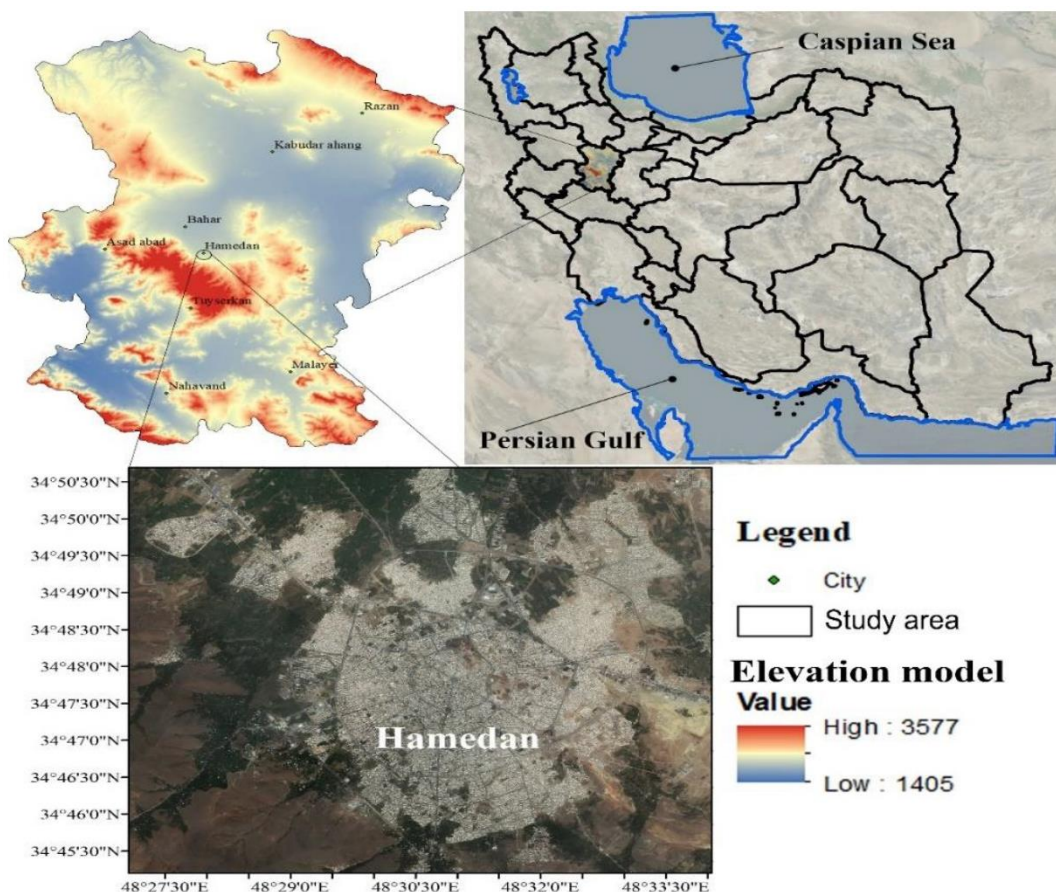 Razan
Kabudar ahang
Bahar
Hamedan
Asad abad
Tuyserkan
Malayer
Nahavand
Caspian Sea
Persian Gulf
34°50'30"N
34°50'0"N
34°49'30"N
34°49'0"N
34°48'30"N
34°48'0"N
34°47'30"N
34°47'0"N
34°46'30"N
34°46'0"N
34°45'30"N
Hamedan
48°27'30"E
48°29'0"E
48°30'30"E
48°32'0"E
48°33'30"E
Legend
City
Study area
Elevation model
Value
High : 3577
Low : 1405